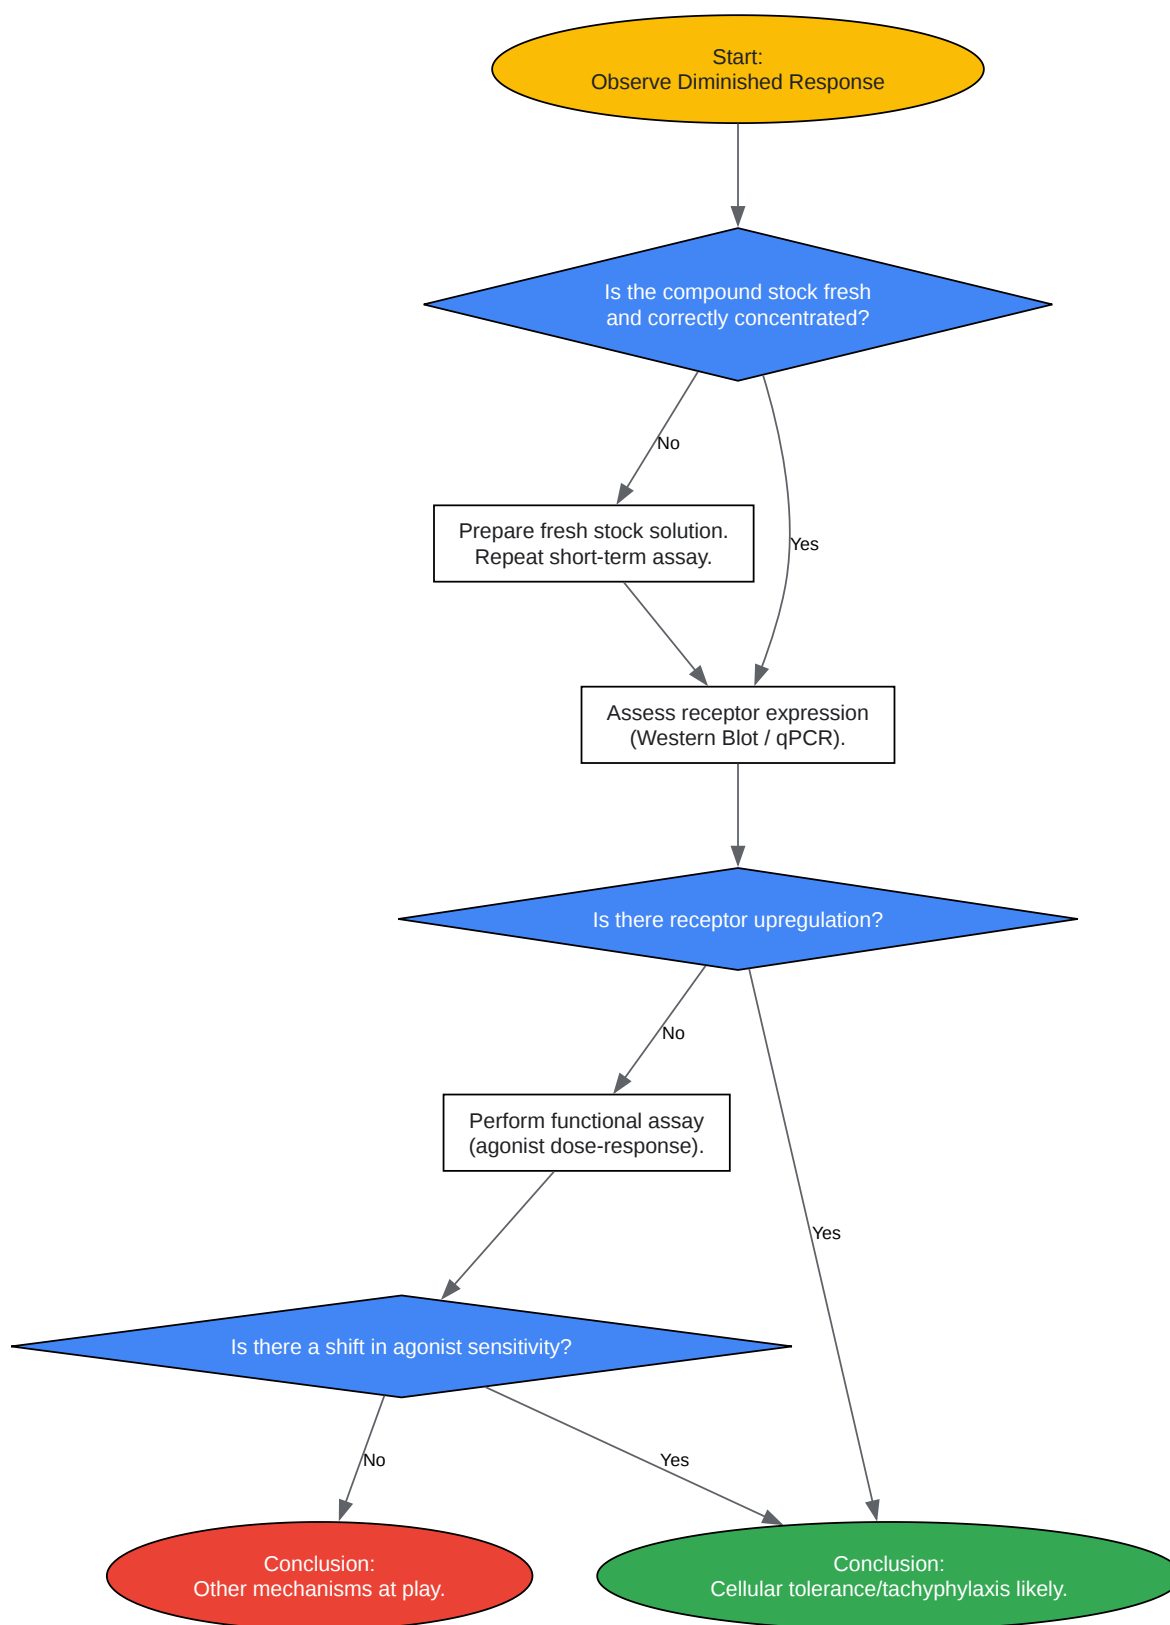 Start:
Observe Diminished Response
Is the compound stock fresh
and correctly concentrated?
No
Yes
Prepare fresh stock solution.
Repeat short-term assay.
Assess receptor expression
(Western Blot / qPCR).
Is there receptor upregulation?
No
Yes
Perform functional assay
(agonist dose-response).
Is there a shift in agonist sensitivity?
No
Yes
Conclusion:
Other mechanisms at play.
Conclusion:
Cellular tolerance/tachyphylaxis likely.